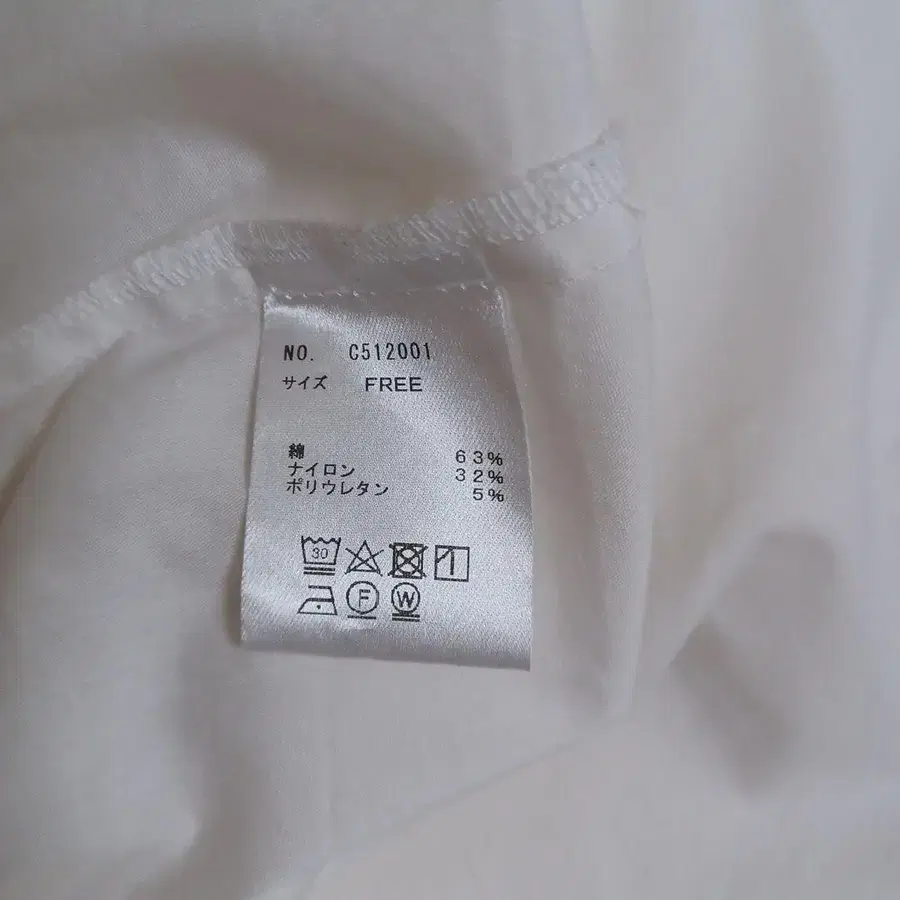 NO. C512001
サイズ FREE
綿 63%
ナイロン 32%
ポリウレタン 5%
30
F W